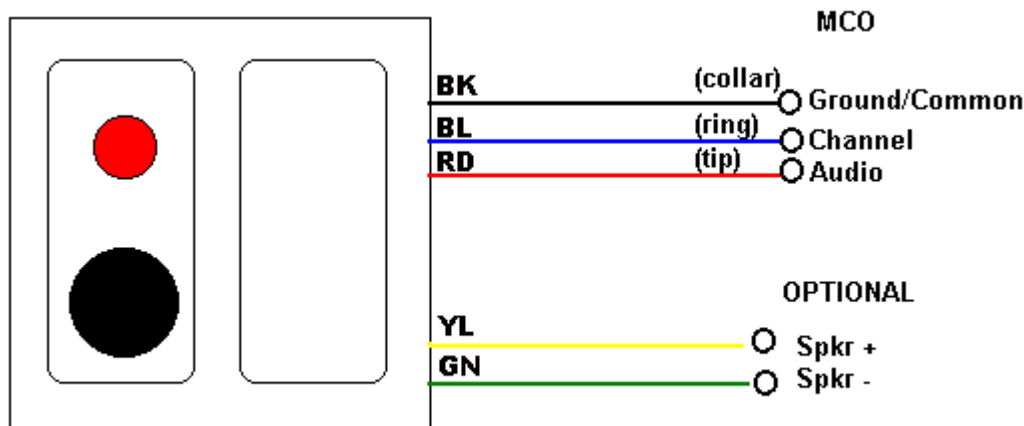 MCO
BK (collar) Ground/Common
BL (ring) Channel
RD (tip) Audio
OPTIONAL
YL Spkr +
GN Spkr -